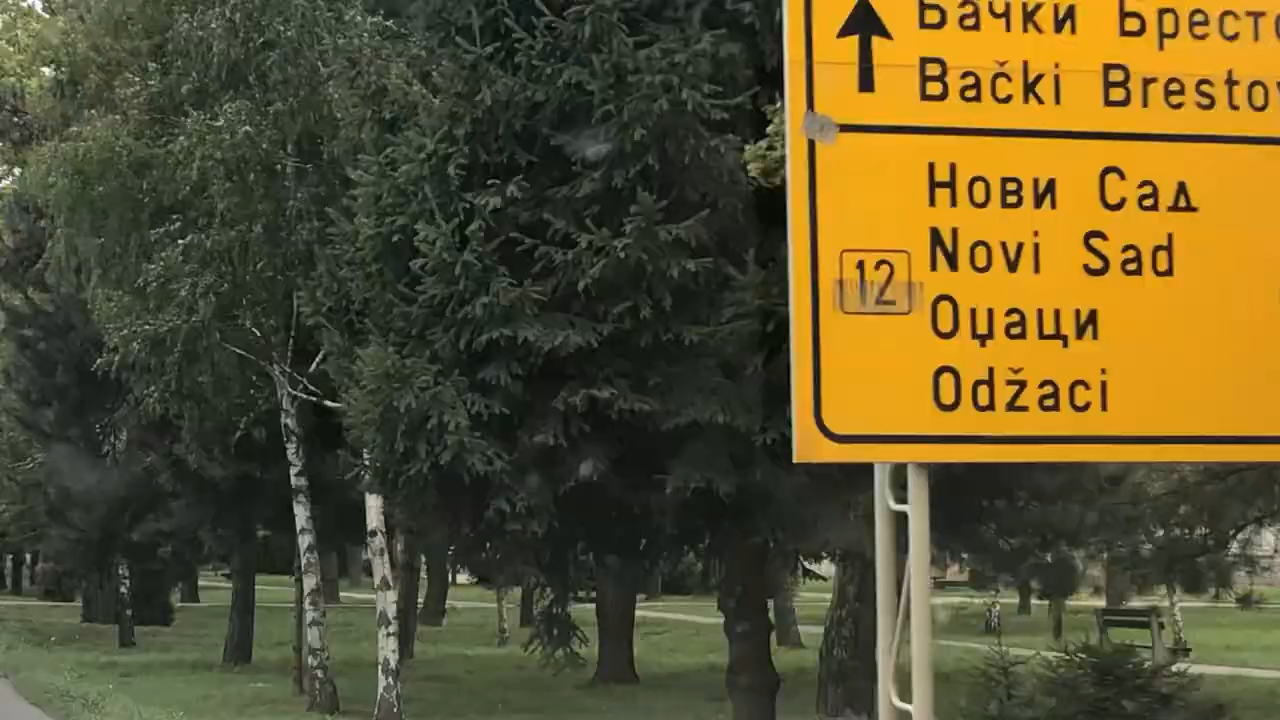 Бачки Брест
Bački Bresto
Нови Сад
Novi Sad
12
Оџаци
Odžaci